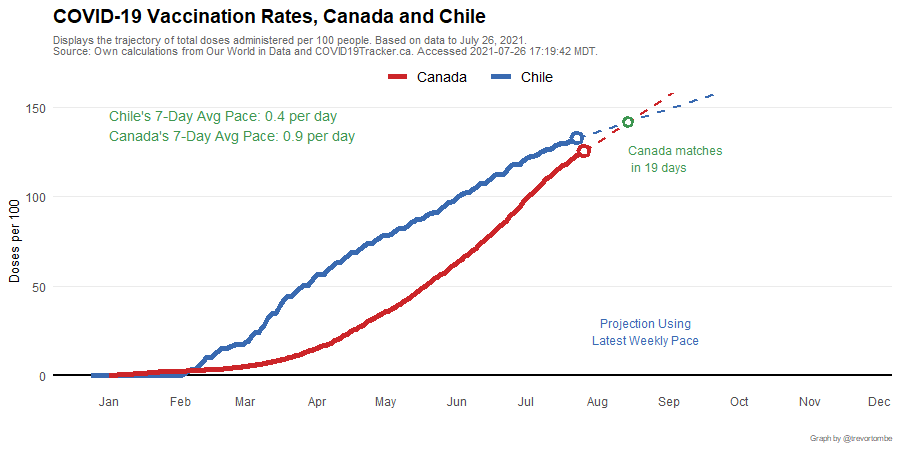 COVID-19 Vaccination Rates, Canada and Chile
Displays the trajectory of total doses administered per 100 people. Based on data to July 26, 2021.
Source: Own calculations from Our World in Data and COVID19Tracker.ca. Accessed 2021-07-26 17:19:42 MDT.
Canada Chile
Chile's 7-Day Avg Pace: 0.4 per day
Canada's 7-Day Avg Pace: 0.9 per day
Canada matches
in 19 days
Projection Using
Latest Weekly Pace
Doses per 100
150
100
50
0
Jan Feb Mar Apr May Jun Jul Aug Sep Oct Nov Dec
Graph by @trevortombe